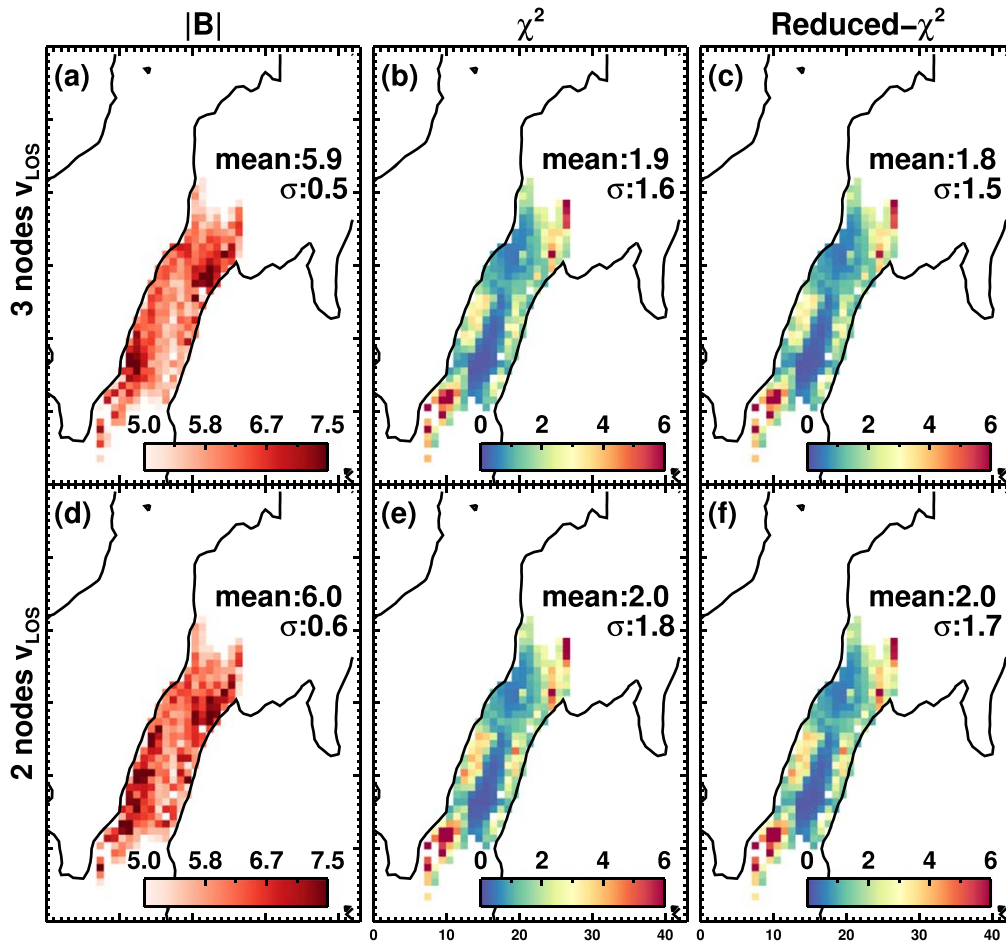 |B|
χ²
Reduced−χ²
3 nodes vLOS
(a)
mean:5.9
σ:0.5
5.0 5.8 6.7 7.5
(b)
mean:1.9
σ:1.6
0 2 4 6
(c)
mean:1.8
σ:1.5
0 2 4 6
2 nodes vLOS
(d)
mean:6.0
σ:0.6
5.0 5.8 6.7 7.5
(e)
mean:2.0
σ:1.8
0 2 4 6
(f)
mean:2.0
σ:1.7
0 2 4 6
0 10 20 30 40
0 10 20 30 40